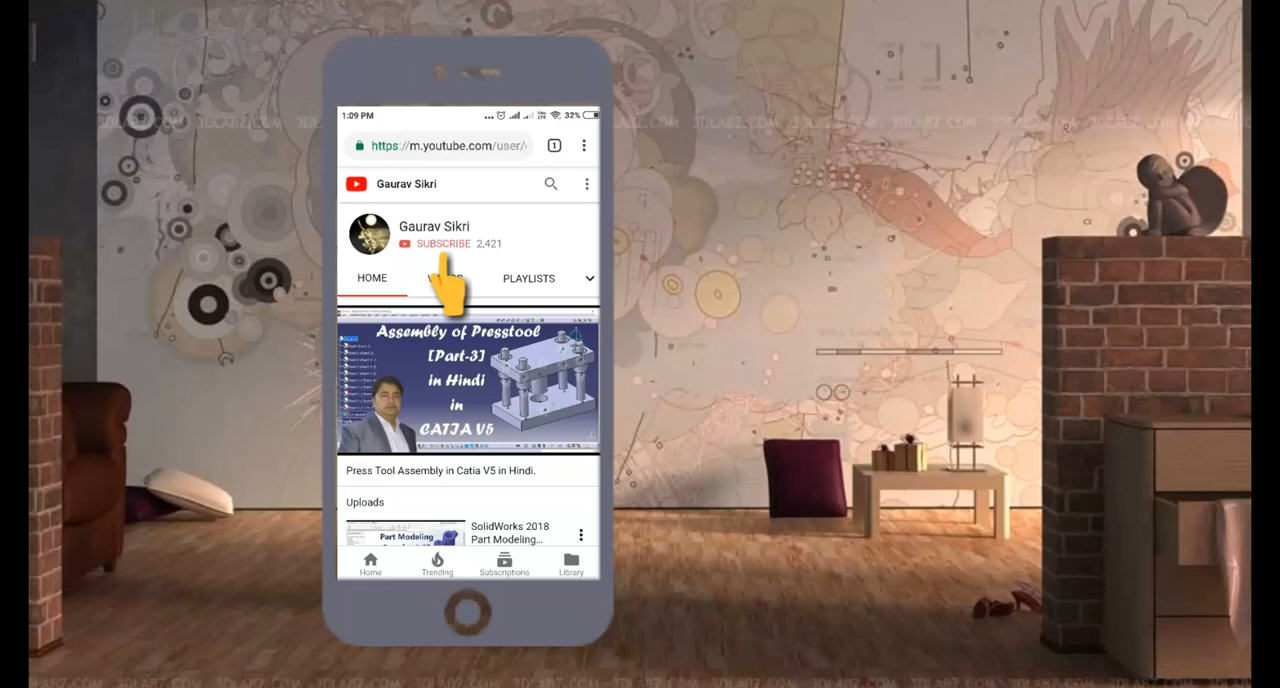 1:09 PM
32%
https://m.youtube.com/user/
1
Gaurav Sikri
Gaurav Sikri
SUBSCRIBE 2,421
HOME
PLAYLISTS
Assembly of Presstool
[Part-3]
in Hindi
in
CATIA V5
Press Tool Assembly in Catia V5 in Hindi.
Uploads
Part Modeling
SolidWorks 2018
Part Modeling...
Home
Trending
Subscriptions
Library